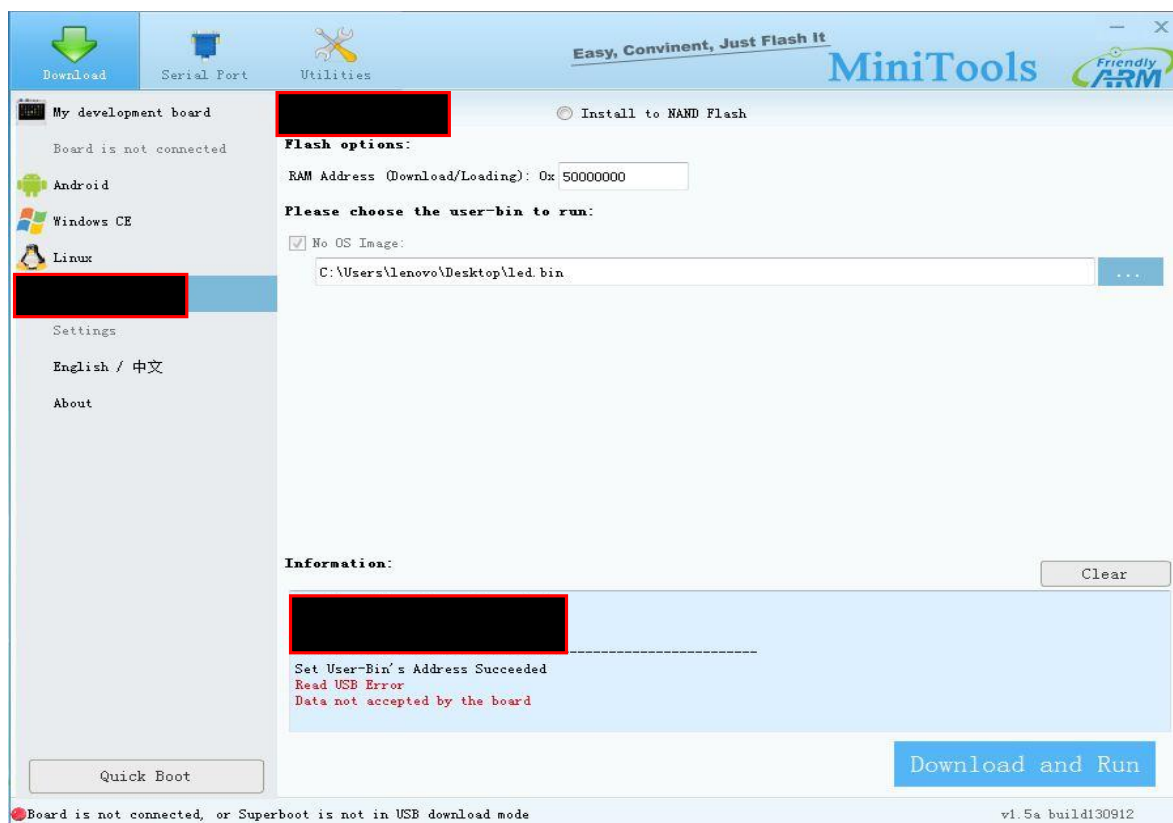 Download
Serial Port
Utilities
Easy, Convinent, Just Flash It
MiniTools
Friendly
ARM
My development board
Board is not connected
Android
Windows CE
Linux
Settings
English / 中文
About
Quick Boot
Install to NAND Flash
Flash options:
RAM Address (Download/Loading): 0x 50000000
Please choose the user-bin to run:
No OS Image:
C:\Users\lenovo\Desktop\led.bin
...
Information:
Clear
------------------------
Set User-Bin's Address Succeeded
Read USB Error
Data not accepted by the board
Download and Run
Board is not connected, or Superboot is not in USB download mode
v1.5a build130912